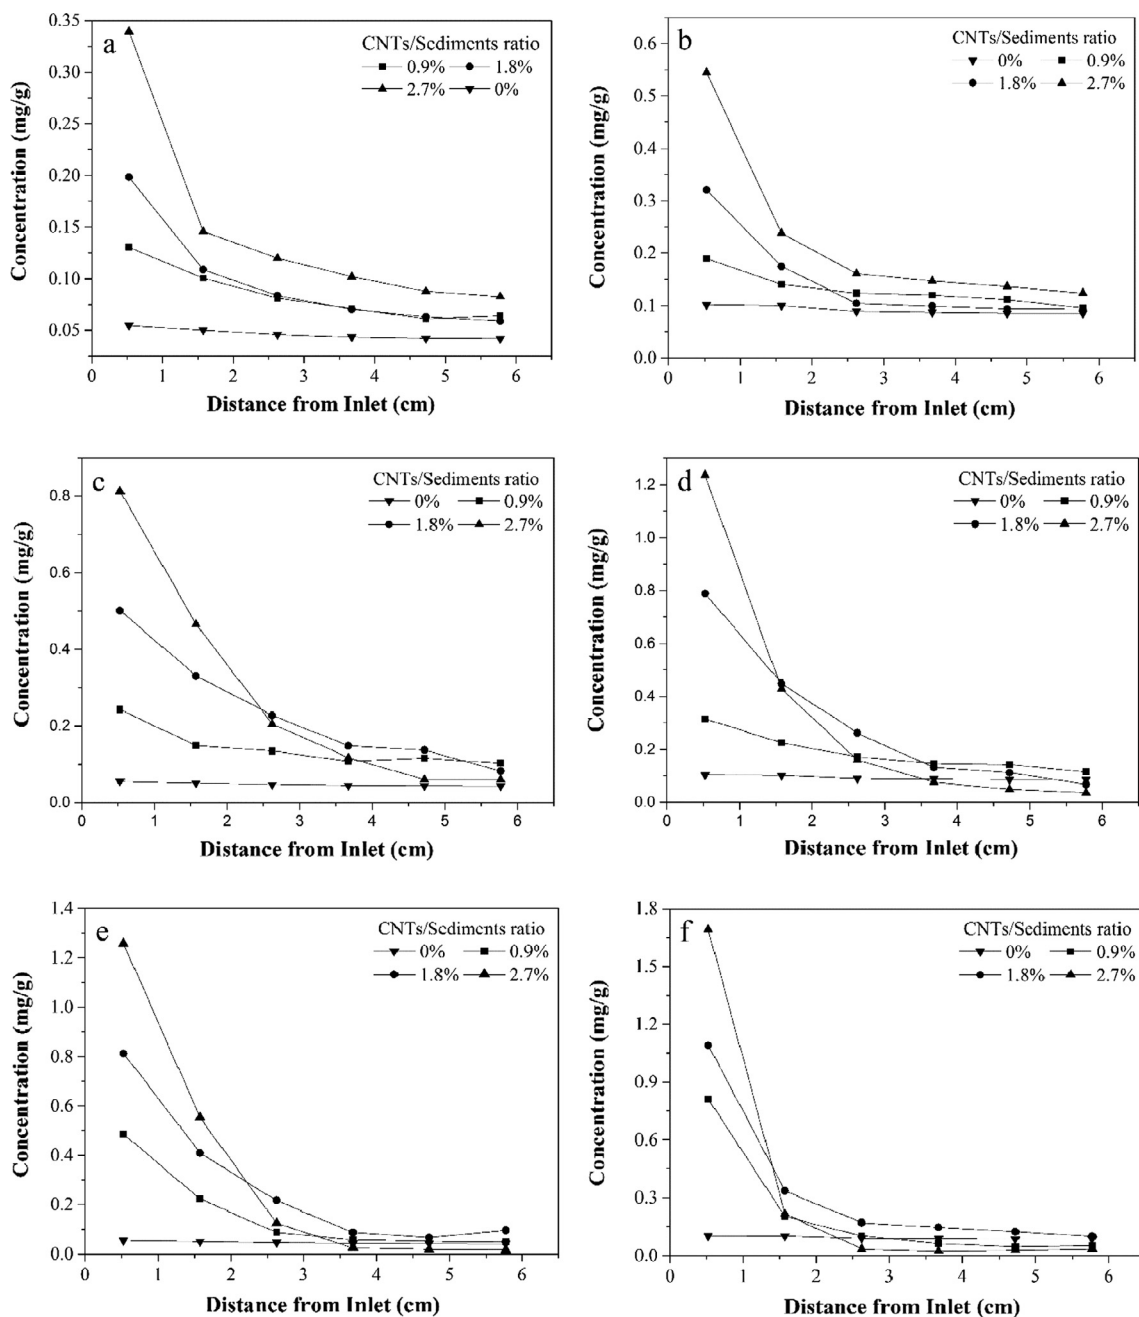 a
CNTs/Sediments ratio
0.9% 1.8%
2.7% 0%
0.35
0.30
0.25
0.20
0.15
0.10
0.05
Concentration (mg/g)
0 1 2 3 4 5 6
Distance from Inlet (cm)
b
CNTs/Sediments ratio
0% 0.9%
1.8% 2.7%
0.6
0.5
0.4
0.3
0.2
0.1
0.0
Concentration (mg/g)
0 1 2 3 4 5 6
Distance from Inlet (cm)
c
CNTs/Sediments ratio
0% 0.9%
1.8% 2.7%
0.8
0.6
0.4
0.2
0.0
Concentration (mg/g)
0 1 2 3 4 5 6
Distance from Inlet (cm)
d
CNTs/Sediments ratio
0% 0.9%
1.8% 2.7%
1.2
1.0
0.8
0.6
0.4
0.2
0.0
Concentration (mg/g)
0 1 2 3 4 5 6
Distance from Inlet (cm)
e
CNTs/Sediments ratio
0% 0.9%
1.8% 2.7%
1.4
1.2
1.0
0.8
0.6
0.4
0.2
0.0
Concentration (mg/g)
0 1 2 3 4 5 6
Distance from Inlet (cm)
f
CNTs/Sediments ratio
0% 0.9%
1.8% 2.7%
1.8
1.5
1.2
0.9
0.6
0.3
0.0
Concentration (mg/g)
0 1 2 3 4 5 6
Distance from Inlet (cm)